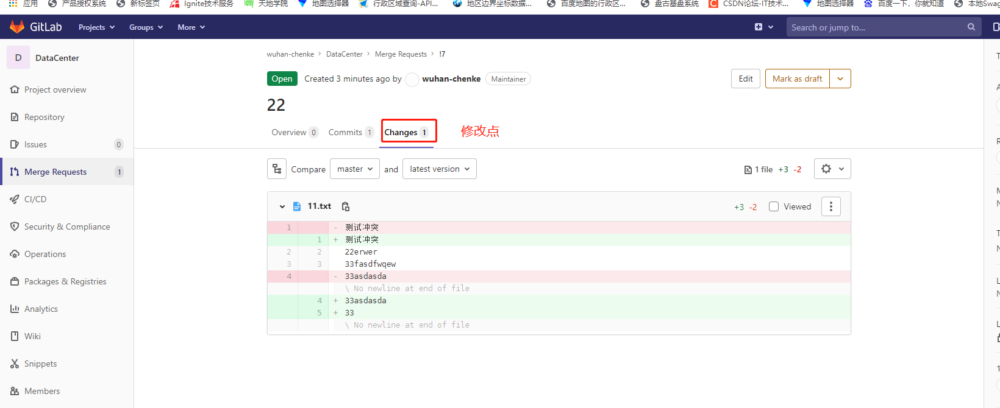 应用 产品授权系统 新标签页 Ignite技术服务 天地学院 地图选择器 行政区域查询-API... 地区边界坐标数据... 百度地图的行政区... 盘古基盘系统 CSDN论坛-IT技术... 地图选择器 百度一下，你就知道 本地Swag
GitLab Projects Groups More Search or jump to...
D DataCenter
wuhan-chenke > DataCenter > Merge Requests > !7
Open Created 3 minutes ago by wuhan-chenke Maintainer Edit Mark as draft
22
Overview 0 Commits 1 Changes 1 修改点
Project overview
Repository
Issues 0
Merge Requests 1
CI/CD
Security & Compliance
Operations
Packages & Registries
Analytics
Wiki
Snippets
Members
Compare master and latest version 1 file +3 -2
11.txt +3 -2 Viewed
1 - 测试冲突
1 + 测试冲突
2 2 22erwer
3 3 33fasdfwqew
4 - 33asdasda
\ No newline at end of file
4 + 33asdasda
5 + 33
\ No newline at end of file